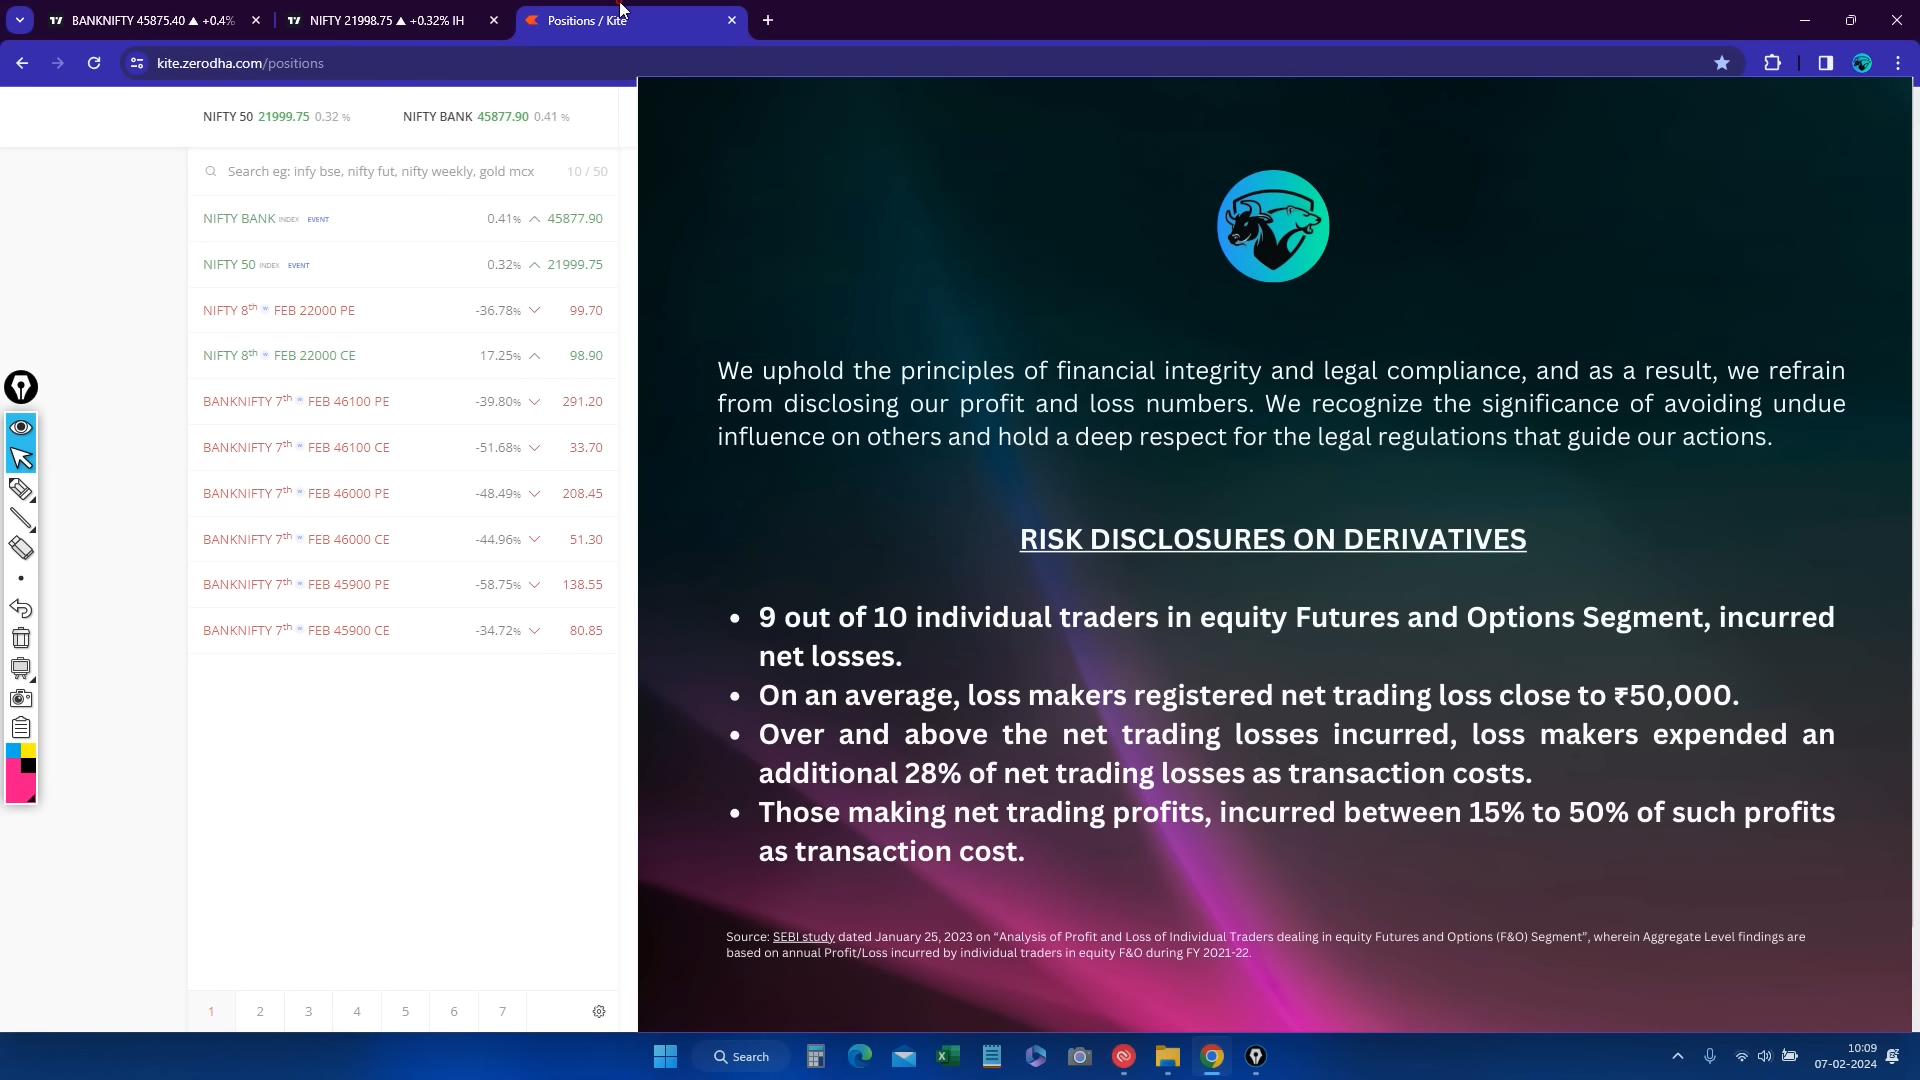 BANKNIFTY 45875.40 ▲ +0.4%
NIFTY 21998.75 ▲ +0.32% IH
Positions / Kite
kite.zerodha.com/positions
NIFTY 50 21999.75 0.32 %
NIFTY BANK 45877.90 0.41 %
Search eg: infy bse, nifty fut, nifty weekly, gold mcx 10 / 50
NIFTY BANK INDEX EVENT 0.41% 45877.90
NIFTY 50 INDEX EVENT 0.32% 21999.75
NIFTY 8th w FEB 22000 PE -36.78% 99.70
NIFTY 8th w FEB 22000 CE 17.25% 98.90
BANKNIFTY 7th w FEB 46100 PE -39.80% 291.20
BANKNIFTY 7th w FEB 46100 CE -51.68% 33.70
BANKNIFTY 7th w FEB 46000 PE -48.49% 208.45
BANKNIFTY 7th w FEB 46000 CE -44.96% 51.30
BANKNIFTY 7th w FEB 45900 PE -58.75% 138.55
BANKNIFTY 7th w FEB 45900 CE -34.72% 80.85
1 2 3 4 5 6 7
We uphold the principles of financial integrity and legal compliance, and as a result, we refrain
from disclosing our profit and loss numbers. We recognize the significance of avoiding undue
influence on others and hold a deep respect for the legal regulations that guide our actions.
RISK DISCLOSURES ON DERIVATIVES
• 9 out of 10 individual traders in equity Futures and Options Segment, incurred
net losses.
• On an average, loss makers registered net trading loss close to ₹50,000.
• Over and above the net trading losses incurred, loss makers expended an
additional 28% of net trading losses as transaction costs.
• Those making net trading profits, incurred between 15% to 50% of such profits
as transaction cost.
Source: SEBI study dated January 25, 2023 on “Analysis of Profit and Loss of Individual Traders dealing in equity Futures and Options (F&O) Segment”, wherein Aggregate Level findings are
based on annual Profit/Loss incurred by individual traders in equity F&O during FY 2021-22.
Search
10:09
07-02-2024